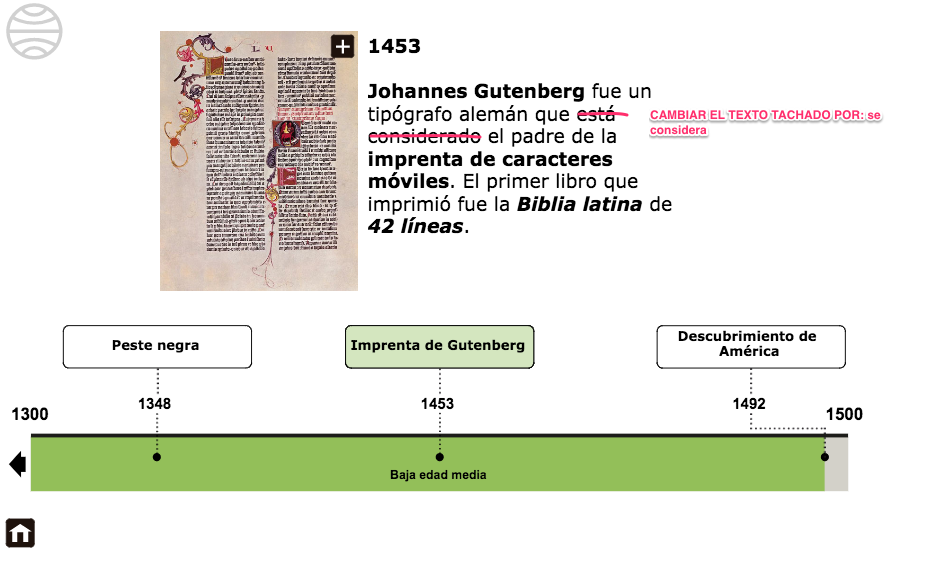 1453
Johannes Gutenberg fue un
tipógrafo alemán que está
considerado el padre de la
imprenta de caracteres
móviles. El primer libro que
imprimió fue la Biblia latina de
42 líneas.
CAMBIAR EL TEXTO TACHADO POR: se
considera
Peste negra
Imprenta de Gutenberg
Descubrimiento de
América
1300
1348
1453
1492
1500
Baja edad media